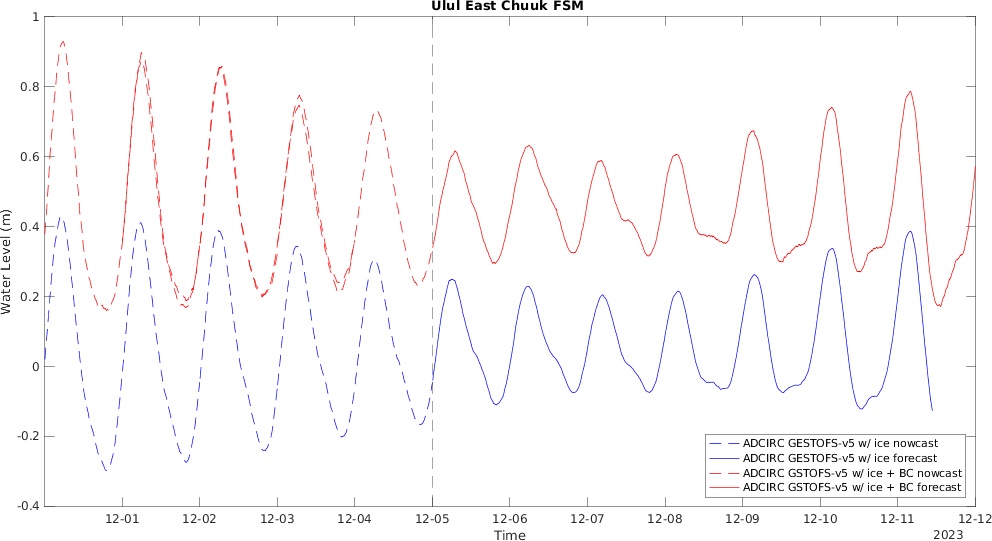 Ulul East Chuuk FSM
1
0.8
0.6
0.4
0.2
0
-0.2
-0.4
Water Level (m)
ADCIRC GESTOFS-v5 w/ ice nowcast
ADCIRC GESTOFS-v5 w/ ice forecast
ADCIRC GSTOFS-v5 w/ ice + BC nowcast
ADCIRC GSTOFS-v5 w/ ice + BC forecast
12-01 12-02 12-03 12-04 12-05 12-06 12-07 12-08 12-09 12-10 12-11 12-12
Time
2023